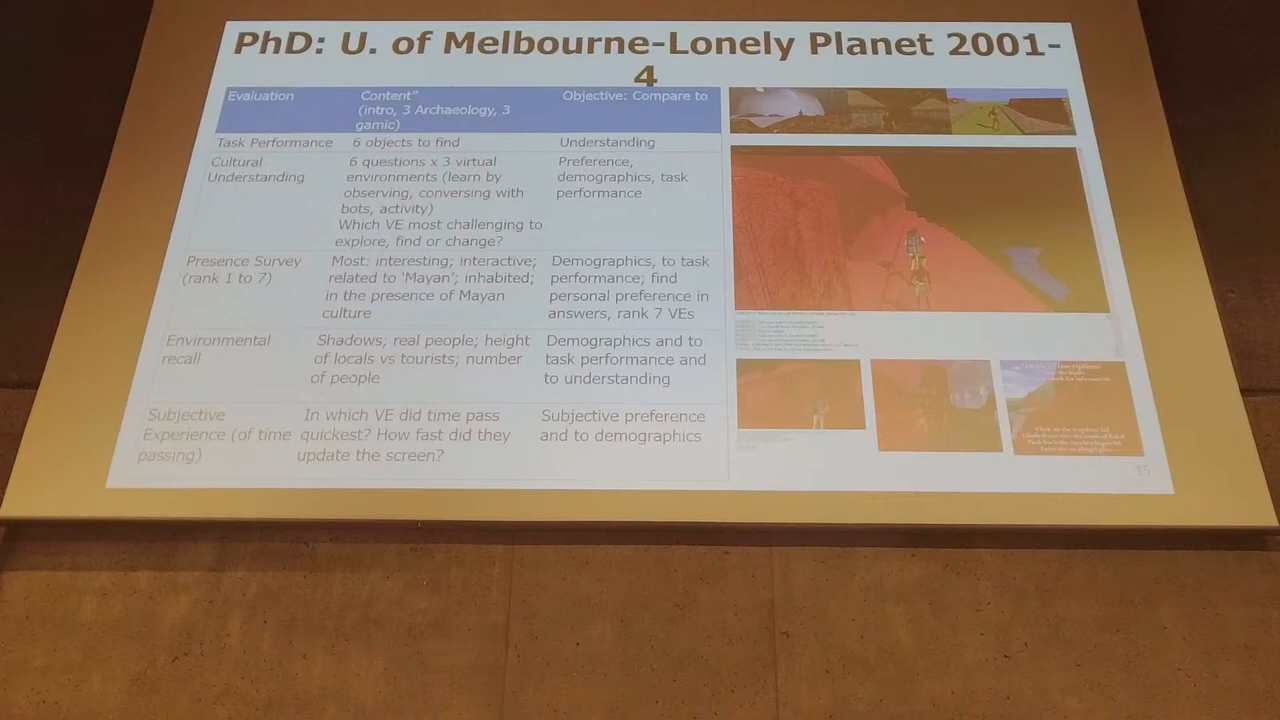 PhD: U. of Melbourne-Lonely Planet 2001-
4
Evaluation
Content”
(intro, 3 Archaeology, 3
gamic)
Objective: Compare to
Task Performance
6 objects to find
Understanding
Cultural
Understanding
6 questions x 3 virtual
environments (learn by
observing, conversing with
bots, activity)
Which VE most challenging to
explore, find or change?
Preference,
demographics, task
performance
Presence Survey
(rank 1 to 7)
Most: interesting; interactive;
related to ‘Mayan’; inhabited;
in the presence of Mayan
culture
Demographics, to task
performance; find
personal preference in
answers, rank 7 VEs
Environmental
recall
Shadows; real people; height
of locals vs tourists; number
of people
Demographics and to
task performance and
to understanding
Subjective
Experience (of time
passing)
In which VE did time pass
quickest? How fast did they
update the screen?
Subjective preference
and to demographics
15